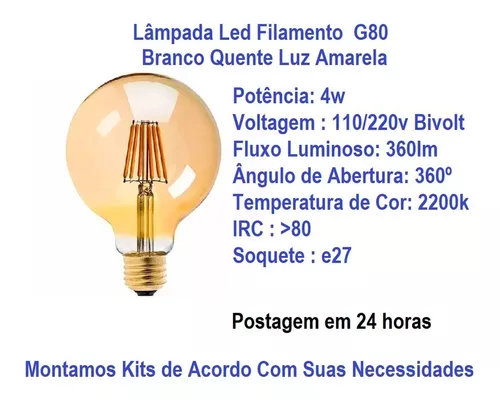 Lâmpada Led Filamento G80
Branco Quente Luz Amarela
Potência: 4w
Voltagem : 110/220v Bivolt
Fluxo Luminoso: 360lm
Ângulo de Abertura: 360º
Temperatura de Cor: 2200k
IRC : >80
Soquete : e27
Postagem em 24 horas
Montamos Kits de Acordo Com Suas Necessidades